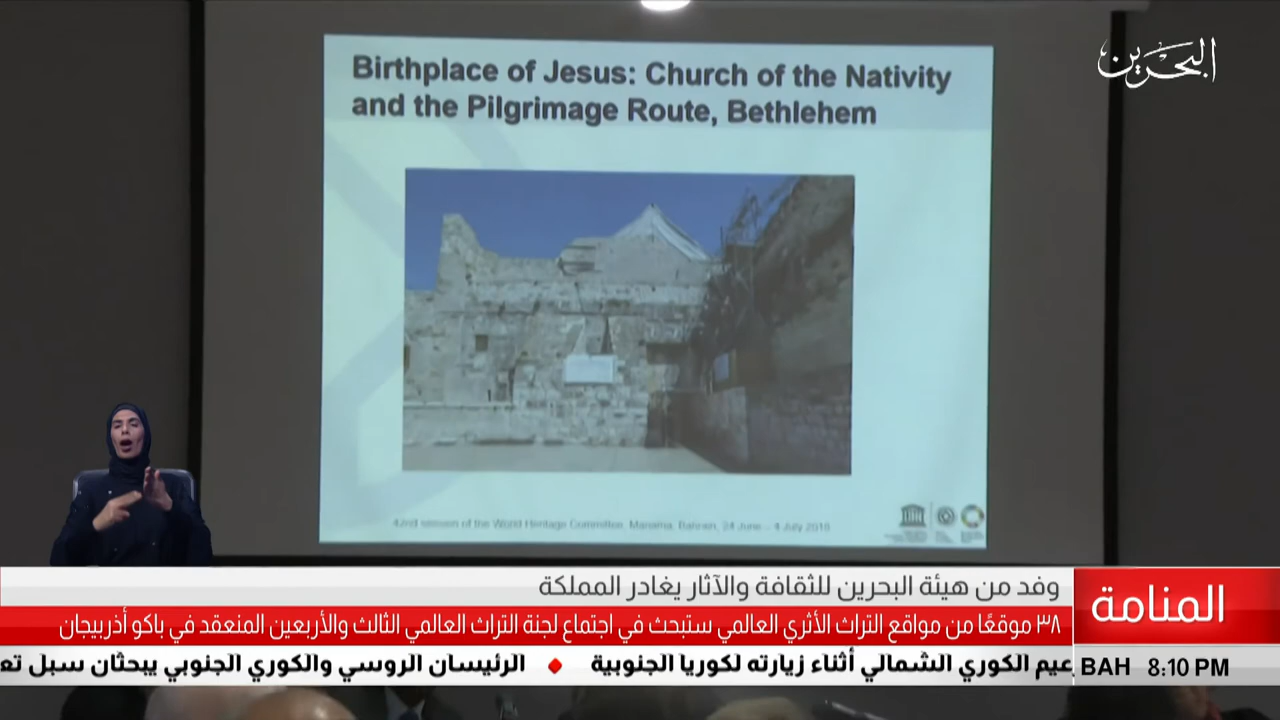 البحرين
Birthplace of Jesus: Church of the Nativity
and the Pilgrimage Route, Bethlehem
42nd session of the World Heritage Committee, Manama, Bahrain, 24 June – 4 July 2018
المنامة
وفد من هيئة البحرين للثقافة والآثار يغادر المملكة
٣٨ موقعًا من مواقع التراث الأثري العالمي ستبحث في اجتماع لجنة التراث العالمي الثالث والأربعين المنعقد في باكو أذربيجان
عيم الكوري الشمالي أثناء زيارته لكوريا الجنوبية ♦ الرئيسان الروسي والكوري الجنوبي يبحثان سبل تع
BAH 8:10 PM